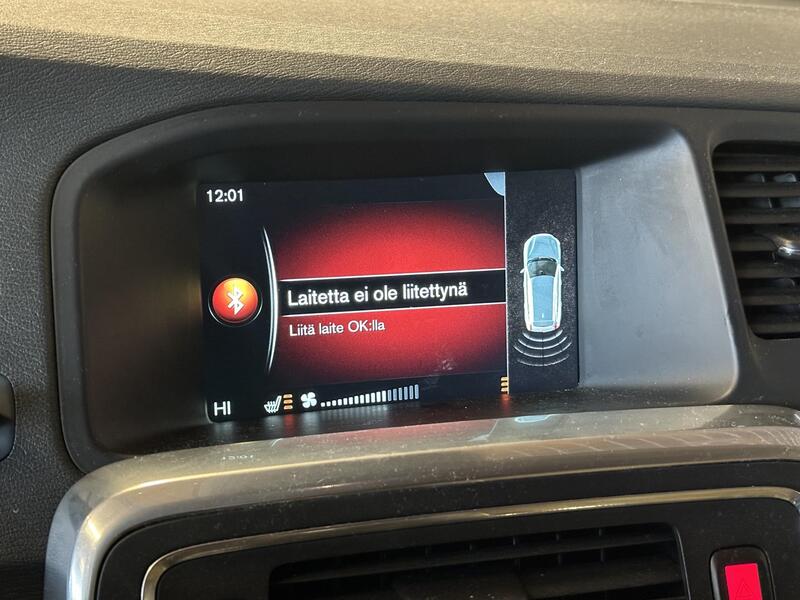 12:01
Laitetta ei ole liitettynä
Liitä laite OK:lla
HI